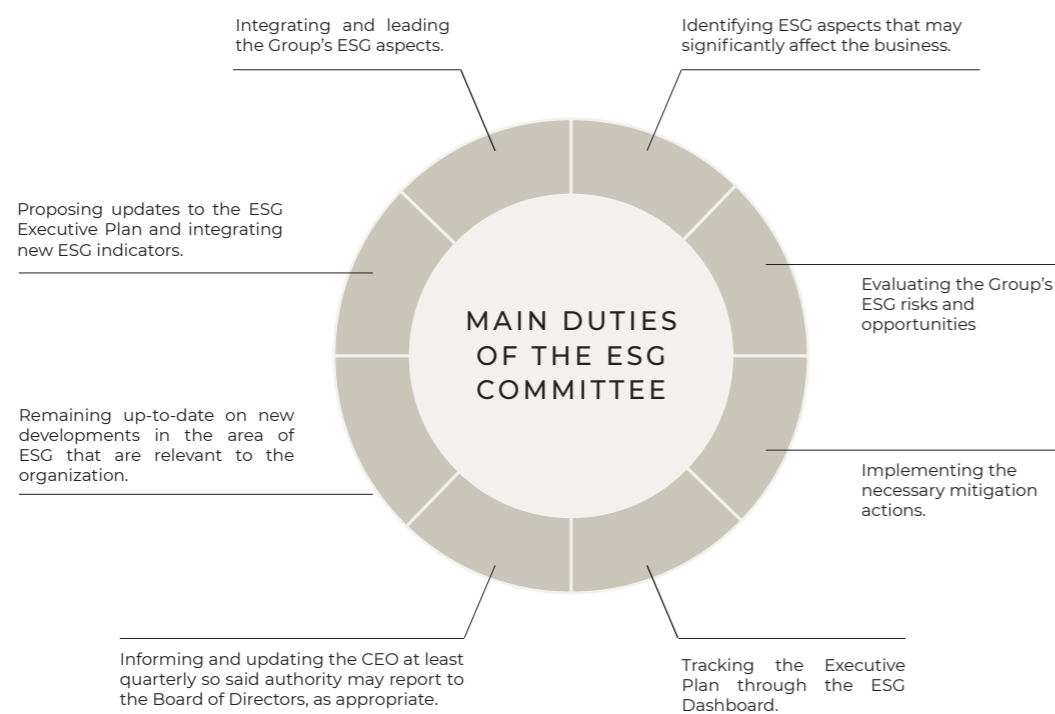 Integrating and leading
the Group’s ESG aspects.
Identifying ESG aspects that may
significantly affect the business.
Proposing updates to the ESG
Executive Plan and integrating
new ESG indicators.
Evaluating the Group’s
ESG risks and
opportunities
MAIN DUTIES
OF THE ESG
COMMITTEE
Remaining up-to-date on new
developments in the area of
ESG that are relevant to the
organization.
Implementing the
necessary mitigation
actions.
Informing and updating the CEO at least
quarterly so said authority may report to
the Board of Directors, as appropriate.
Tracking the Executive
Plan through the ESG
Dashboard.